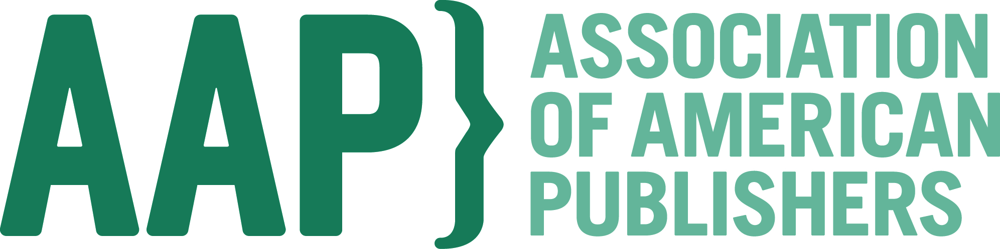 AAP}
ASSOCIATION
OF AMERICAN
PUBLISHERS